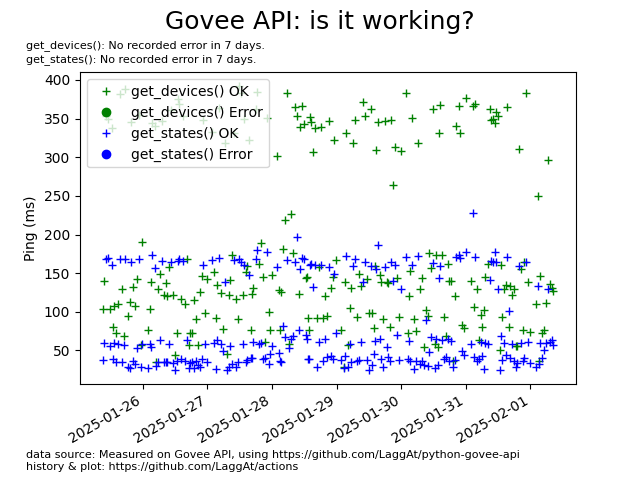 Govee API: is it working?
get_devices(): No recorded error in 7 days.
get_states(): No recorded error in 7 days.
get_devices() OK
get_devices() Error
get_states() OK
get_states() Error
Ping (ms)
400
350
300
250
200
150
100
50
2025-01-26
2025-01-27
2025-01-28
2025-01-29
2025-01-30
2025-01-31
2025-02-01
data source: Measured on Govee API, using https://github.com/LaggAt/python-govee-api
history & plot: https://github.com/LaggAt/actions